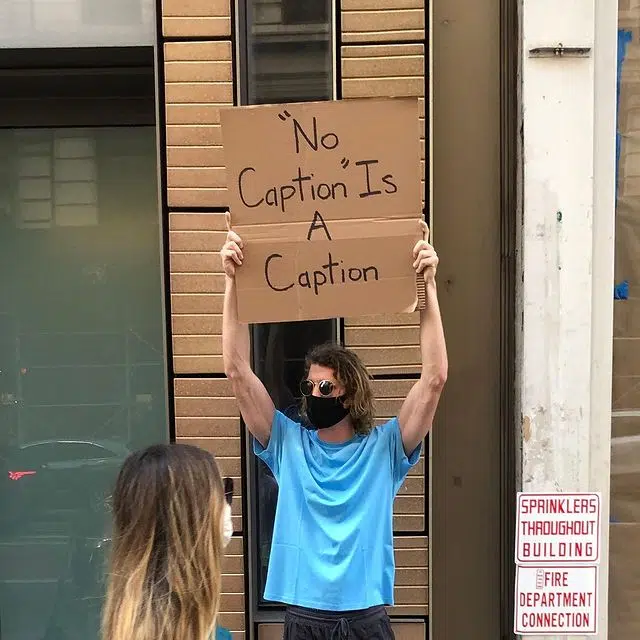 "No
Caption" Is
A
Caption
SPRINKLERS
THROUGHOUT
BUILDING
FIRE
DEPARTMENT
CONNECTION